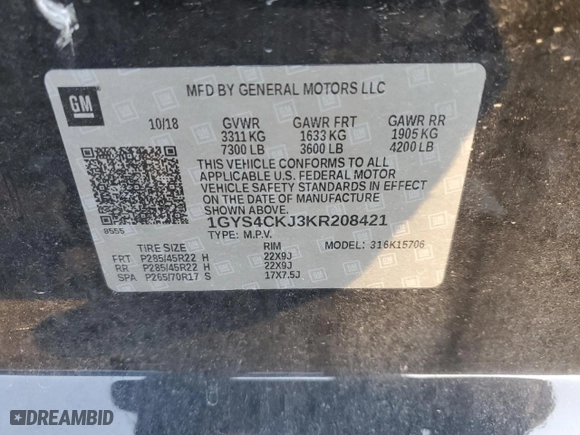 GM
MFD BY GENERAL MOTORS LLC
10/18 GVWR GAWR FRT GAWR RR
3311 KG 1633 KG 1905 KG
7300 LB 3600 LB 4200 LB
THIS VEHICLE CONFORMS TO ALL
APPLICABLE U.S. FEDERAL MOTOR
VEHICLE SAFETY STANDARDS IN EFFECT
ON THE DATE OF MANUFACTURE
SHOWN ABOVE.
1GYS4CKJ3KR208421
TYPE: M.P.V.
8555
MODEL: 316K15706
TIRE SIZE RIM
FRT P285/45R22 H 22X9J
RR P285/45R22 H 22X9J
SPA P265/70R17 S 17X7.5J
DREAMBID